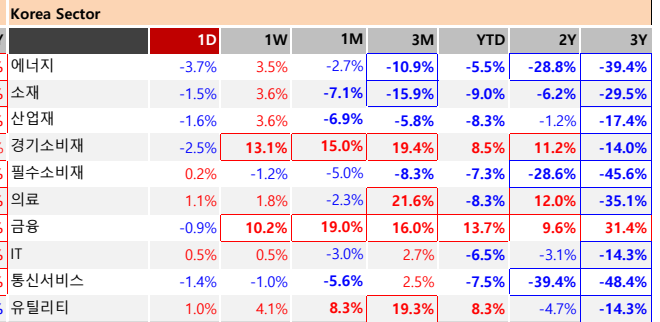 Korea Sector
Y 1D 1W 1M 3M YTD 2Y 3Y
% 에너지 -3.7% 3.5% -2.7% -10.9% -5.5% -28.8% -39.4%
% 소재 -1.5% 3.6% -7.1% -15.9% -9.0% -6.2% -29.5%
% 산업재 -1.6% 3.6% -6.9% -5.8% -8.3% -1.2% -17.4%
% 경기소비재 -2.5% 13.1% 15.0% 19.4% 8.5% 11.2% -14.0%
% 필수소비재 0.2% -1.2% -5.0% -8.3% -7.3% -28.6% -45.6%
% 의료 1.1% 1.8% -2.3% 21.6% -8.3% 12.0% -35.1%
% 금융 -0.9% 10.2% 19.0% 16.0% 13.7% 9.6% 31.4%
% IT 0.5% 0.5% -3.0% 2.7% -6.5% -3.1% -14.3%
% 통신서비스 -1.4% -1.0% -5.6% 2.5% -7.5% -39.4% -48.4%
% 유틸리티 1.0% 4.1% 8.3% 19.3% 8.3% -4.7% -14.3%